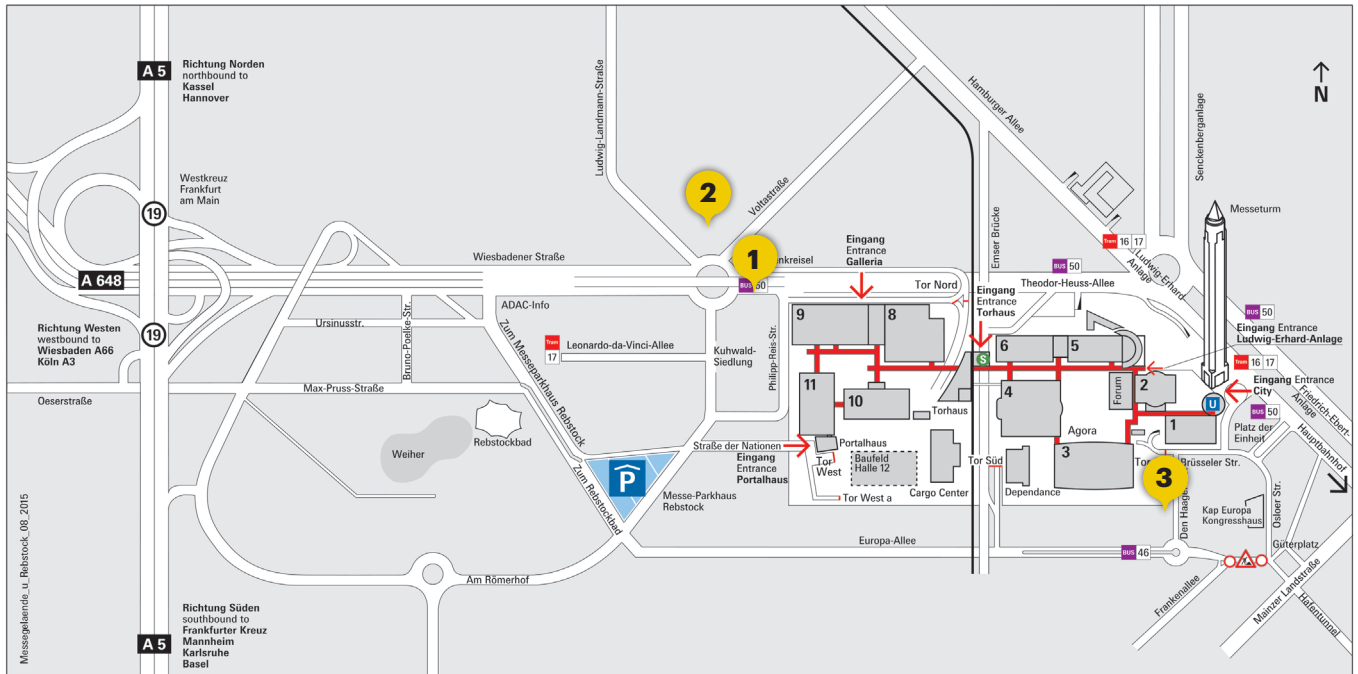 A 5
Richtung Norden
northbound to
Kassel
Hannover
N
Ludwig-Landmann-Straße
Hamburger Allee
Senckenberganlage
Westkreuz
Frankfurt
am Main
19
2
Voltastraße
Emser Brücke
Messeturm
Tram 16 17
Ludwig-Erhard-
Anlage
Wiesbadener Straße
1
nkreisel
Eingang
Entrance
Galleria
BUS 50
Theodor-Heuss-Allee
A 648
BUS 50
Tor Nord
Eingang
Entrance
Torhaus
ADAC-Info
BUS 50
Eingang Entrance
Ludwig-Erhard-Anlage
Richtung Westen
westbound to
Wiesbaden A66
Köln A3
19
Ursinusstr.
Bruno-Poelke-Str.
Zum Messeparkhaus Rebstock
Tram
17
Leonardo-da-Vinci-Allee
Kuhwald-
Siedlung
Philipp-Reis-Str.
9
8
6
5
S
Tram 16 17
Eingang Entrance
City
Oeserstraße
Max-Pruss-Straße
11
10
Torhaus
4
Forum
2
U
1
BUS 50
Platz der
Einheit
Friedrich-Ebert-
Anlage
Hauptbahnhof
Rebstockbad
Weiher
Straße der Nationen
Portalhaus
Eingang
Entrance
Portalhaus
Tor
West
Baufeld
Halle 12
Tor West a
Cargo Center
Agora
3
Tor Süd
Dependance
Tor
Brüsseler Str.
3
Den Haager
Kap Europa
Kongresshaus
Osloer Str.
P
Messe-Parkhaus
Rebstock
Zum Rebstockbad
Europa-Allee
BUS 46
Güterplatz
Am Römerhof
Frankenallee
Mainzer Landstraße
Hafentunnel
A 5
Richtung Süden
southbound to
Frankfurter Kreuz
Mannheim
Karlsruhe
Basel
Messegelaende_u_Rebstock_08_2015